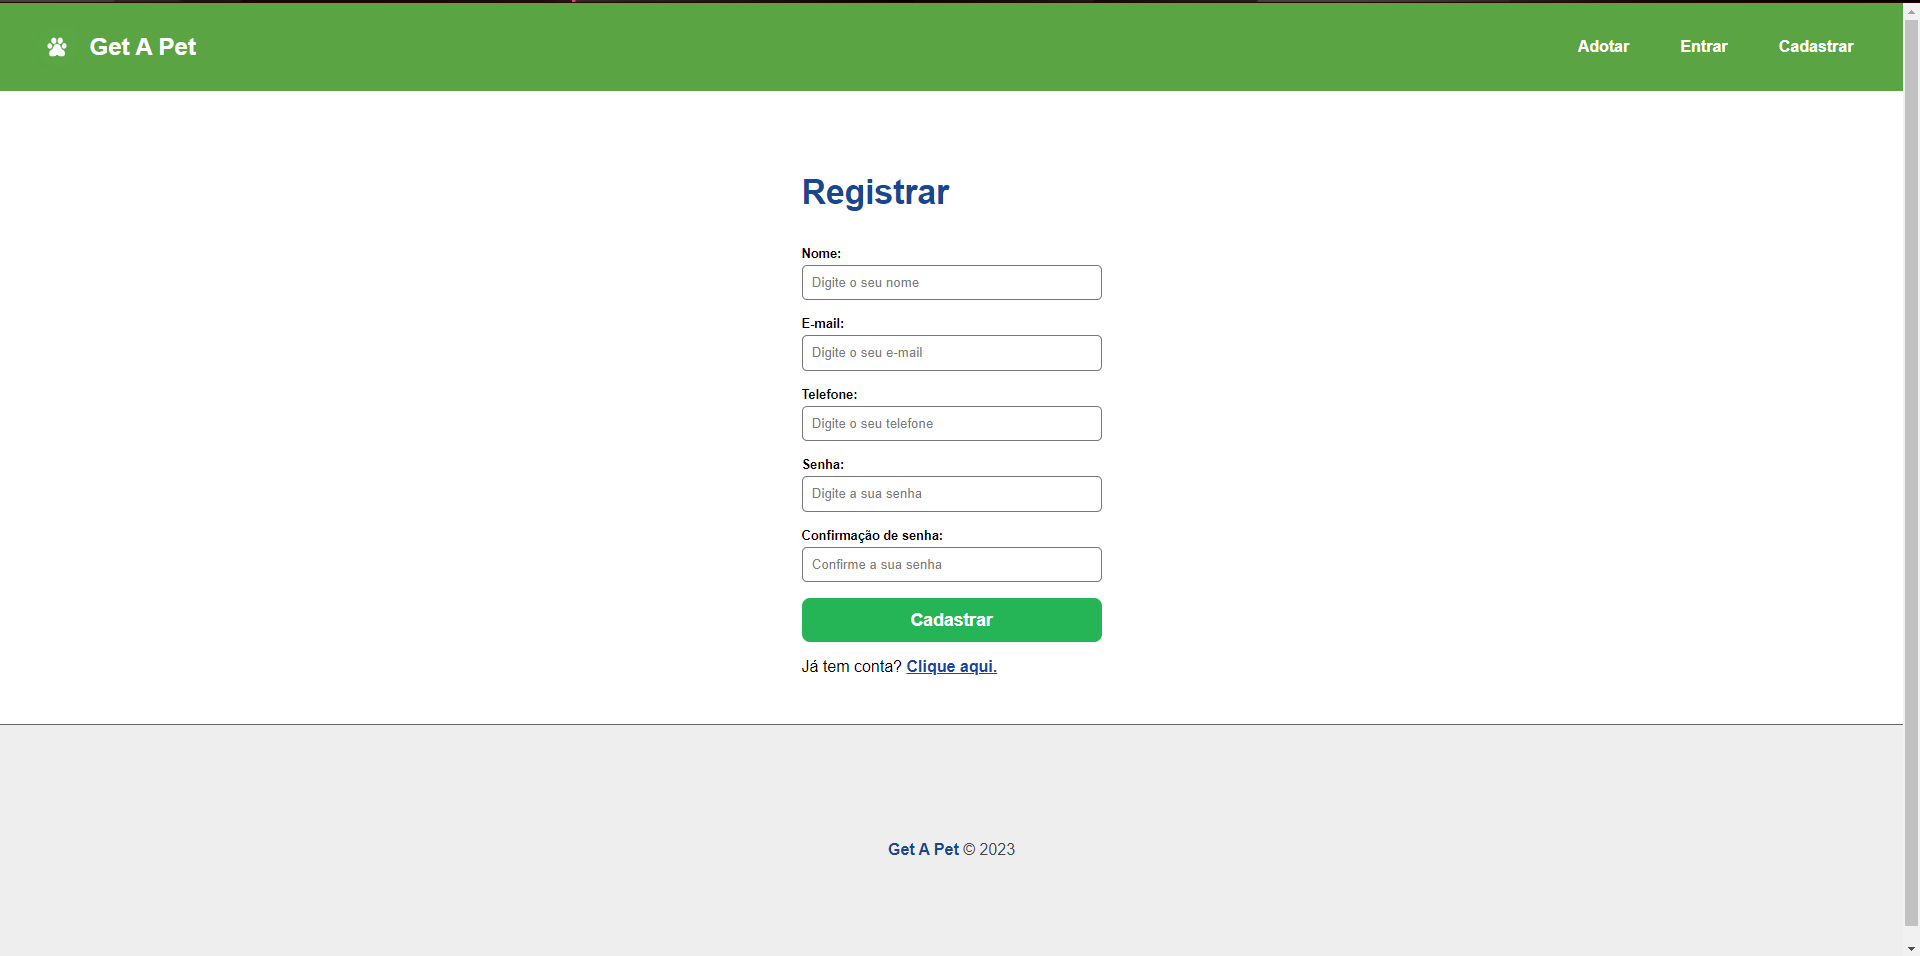 Get A Pet
Adotar Entrar Cadastrar
Registrar
Nome:
Digite o seu nome
E-mail:
Digite o seu e-mail
Telefone:
Digite o seu telefone
Senha:
Digite a sua senha
Confirmação de senha:
Confirme a sua senha
Cadastrar
Já tem conta? Clique aqui.
Get A Pet © 2023